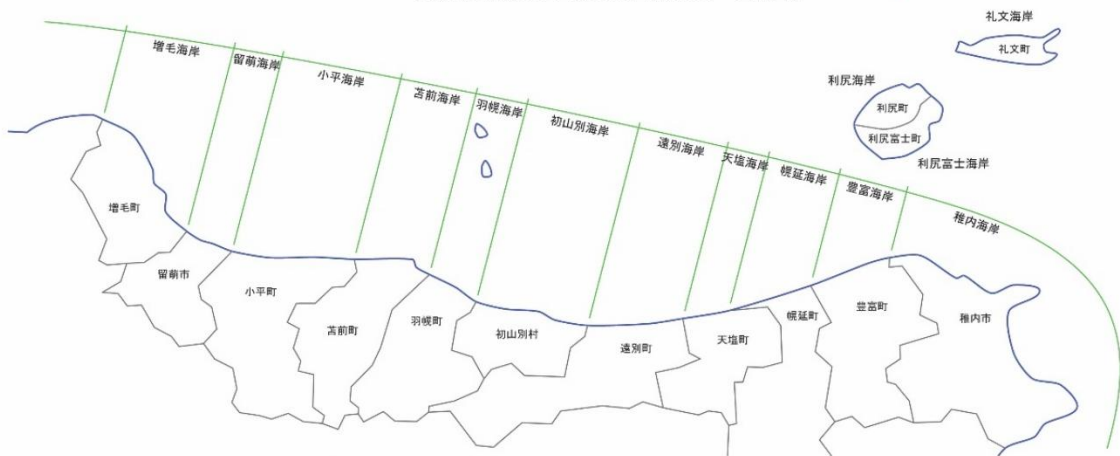 礼文海岸
礼文町
利尻海岸
利尻町
利尻富士町
利尻富士海岸
増毛海岸
留萌海岸
小平海岸
苫前海岸
羽幌海岸
初山別海岸
遠別海岸
天塩海岸
幌延海岸
豊富海岸
稚内海岸
増毛町
留萌市
小平町
苫前町
羽幌町
初山別村
遠別町
天塩町
幌延町
豊富町
稚内市